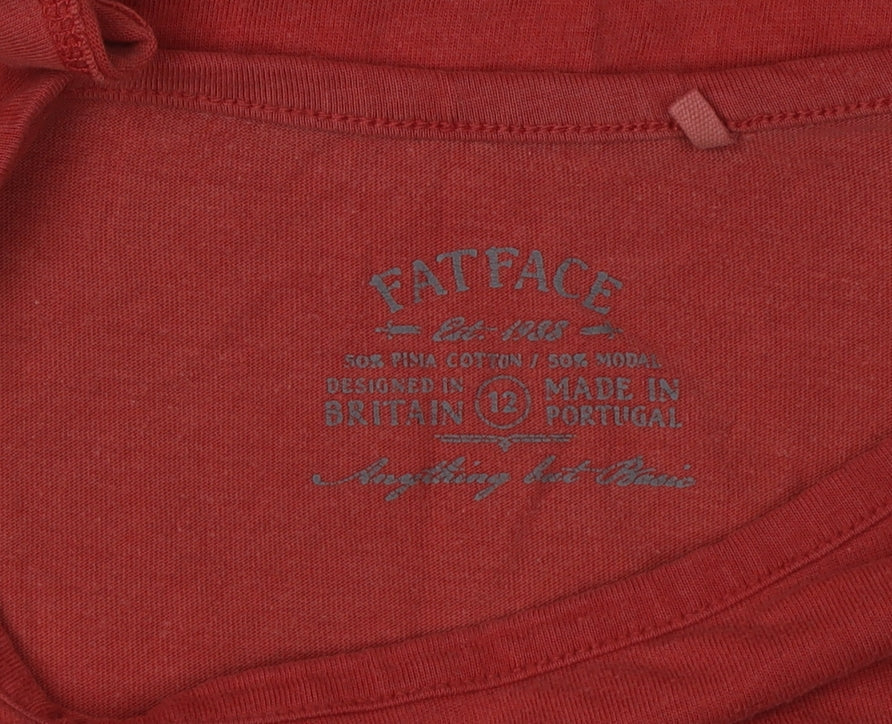 FATFACE
Est. 1988
50% PIMA COTTON / 50% MODAL
DESIGNED IN BRITAIN
12
MADE IN PORTUGAL
Anything but Basic